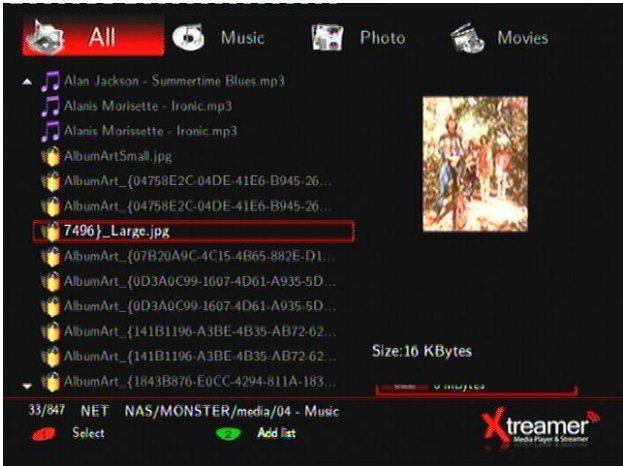 All Music Photo Movies
Alan Jackson - Summertime Blues.mp3
Alanis Morisette - Ironic.mp3
Alanis Morissette - Ironic.mp3
AlbumArtSmall.jpg
AlbumArt_{04758E2C-04DE-41E6-B945-26...
AlbumArt_{04758E2C-04DE-41E6-B945-26...
7496}_Large.jpg
AlbumArt_{07B20A9C-4C15-4B65-882E-D1...
AlbumArt_{0D3A0C99-1607-4D61-A935-5D...
AlbumArt_{0D3A0C99-1607-4D61-A935-5D...
AlbumArt_{141B1196-A3BE-4B35-AB72-62...
AlbumArt_{141B1196-A3BE-4B35-AB72-62...
Size:16 KBytes
AlbumArt_{1843B876-E0CC-4294-811A-183...
0 MBytes
33/847 NET NAS/MONSTER/media/04 - Music
1 Select 2 Add list
Xtreamer
Media Player & Streamer